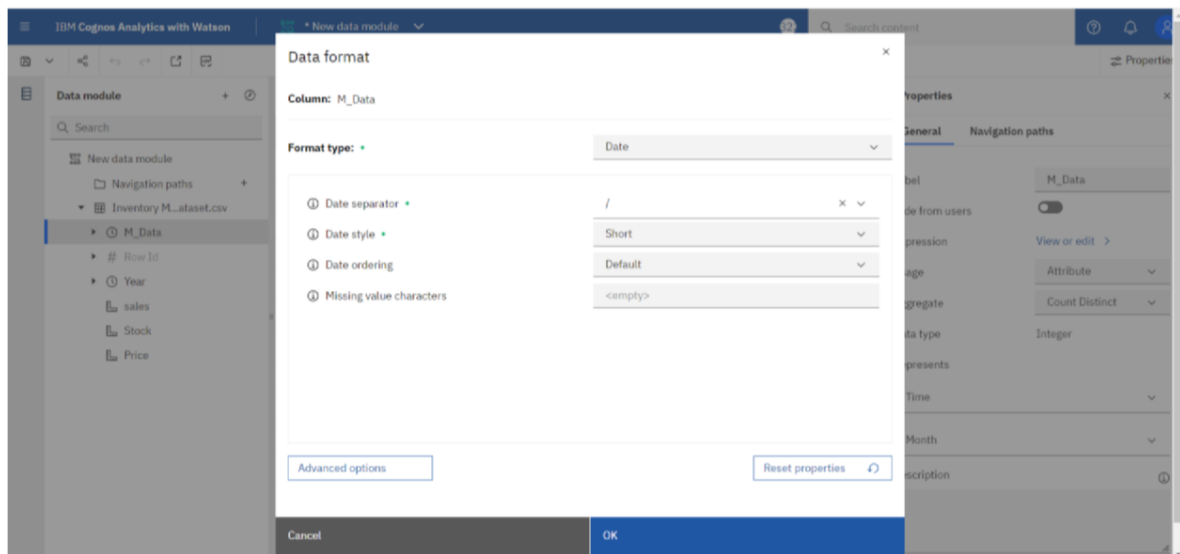 IBM Cognos Analytics with Watson
* New data module
Search content
Properties
Data module
Search
New data module
Navigation paths
Inventory M...ataset.csv
M_Data
# Row Id
Year
sales
Stock
Price
Data format
Column: M_Data
Format type: •
Date
Date separator •
/
Date style •
Short
Date ordering
Default
Missing value characters
<empty>
Advanced options
Reset properties
Cancel
OK
Properties
General
Navigation paths
bel
M_Data
de from users
pression
View or edit >
age
Attribute
gregate
Count Distinct
ta type
Integer
presents
Time
Month
scription